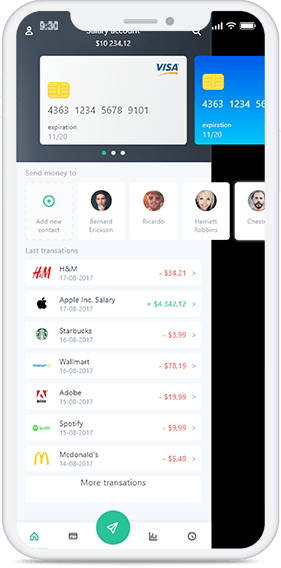 9:30
Salary account
$10 234,12
VISA
4363 1234 5678 9101
expiration
11/20
4363 1234
expiration
11/20
Send money to
Add new
contact
Bernard
Erickson
Ricardo
Harriett
Robbins
Chest
Last transations
H&M
H&M
17-08-2017
- $34,21 >
Apple Inc. Salary
17-08-2017
+ $4 342,12 >
Starbucks
16-08-2017
- $3,99 >
Wallmart
16-08-2017
- $78,19 >
Adobe
15-08-2017
- $19,99 >
Spotify
15-08-2017
- $9,99 >
Mcdonald's
14-08-2017
- $5,49 >
More transations